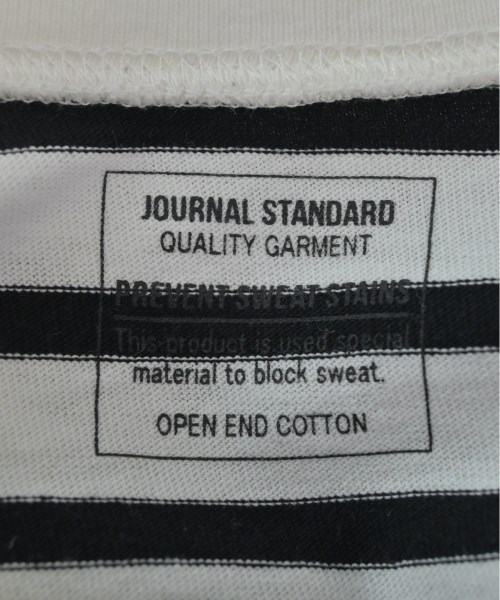 JOURNAL STANDARD
QUALITY GARMENT
PREVENT SWEAT STAINS
This product is used special
material to block sweat.
OPEN END COTTON